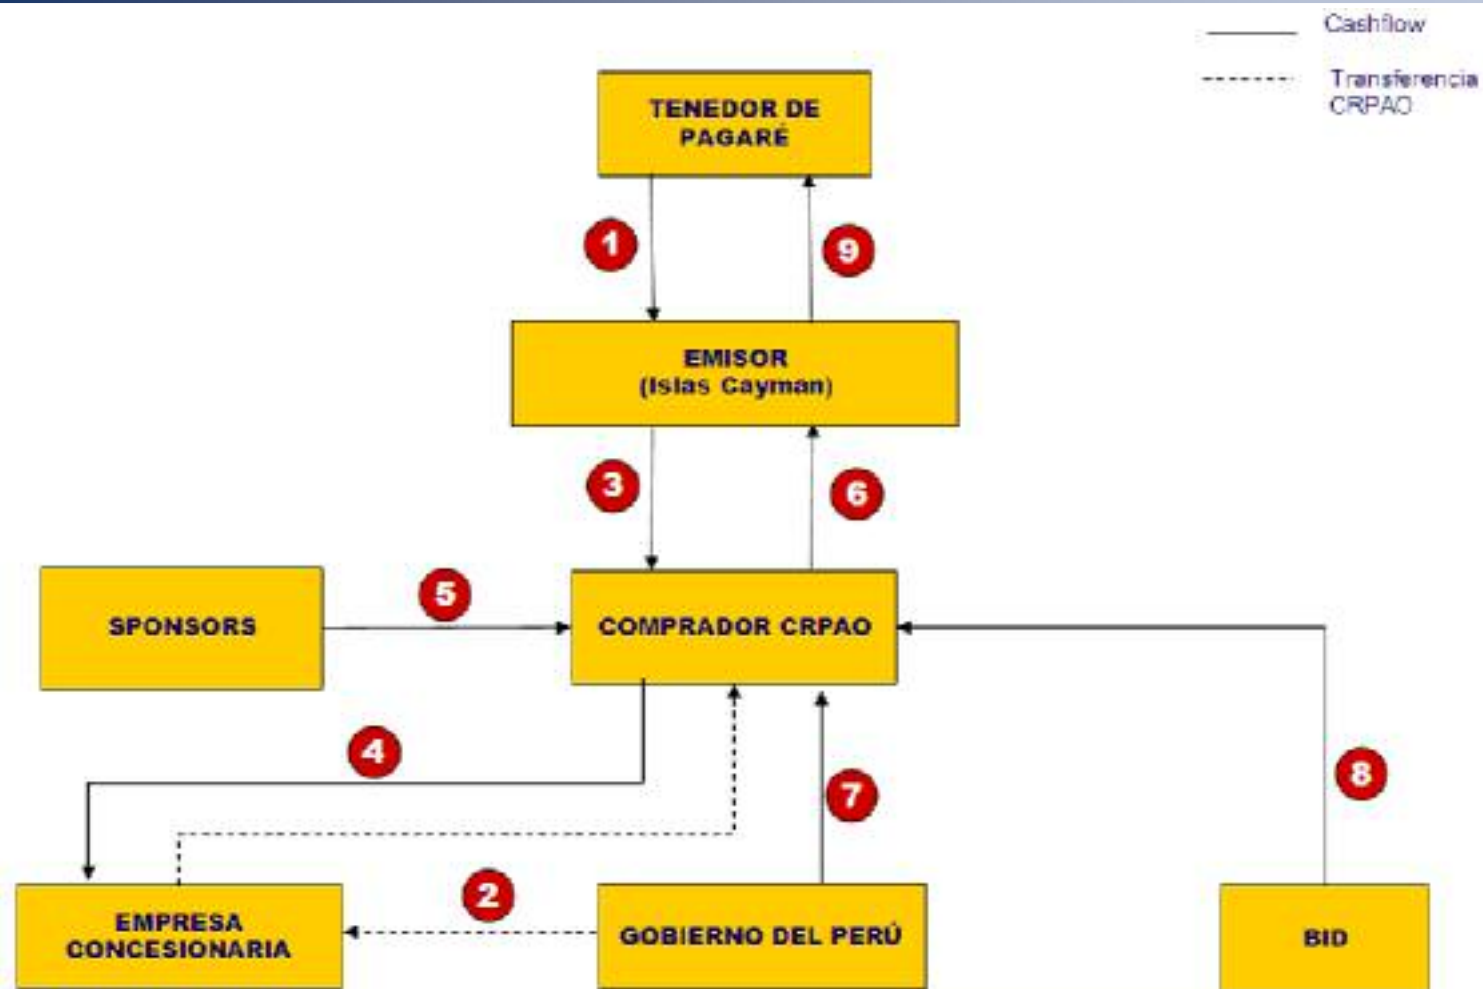 Cashflow
Transferencia
CRPAO
TENEDOR DE
PAGARÉ
1
9
EMISOR
(Islas Cayman)
3
6
SPONSORS
5
COMPRADOR CRPAO
4
7
8
2
EMPRESA
CONCESIONARIA
GOBIERNO DEL PERÚ
BID